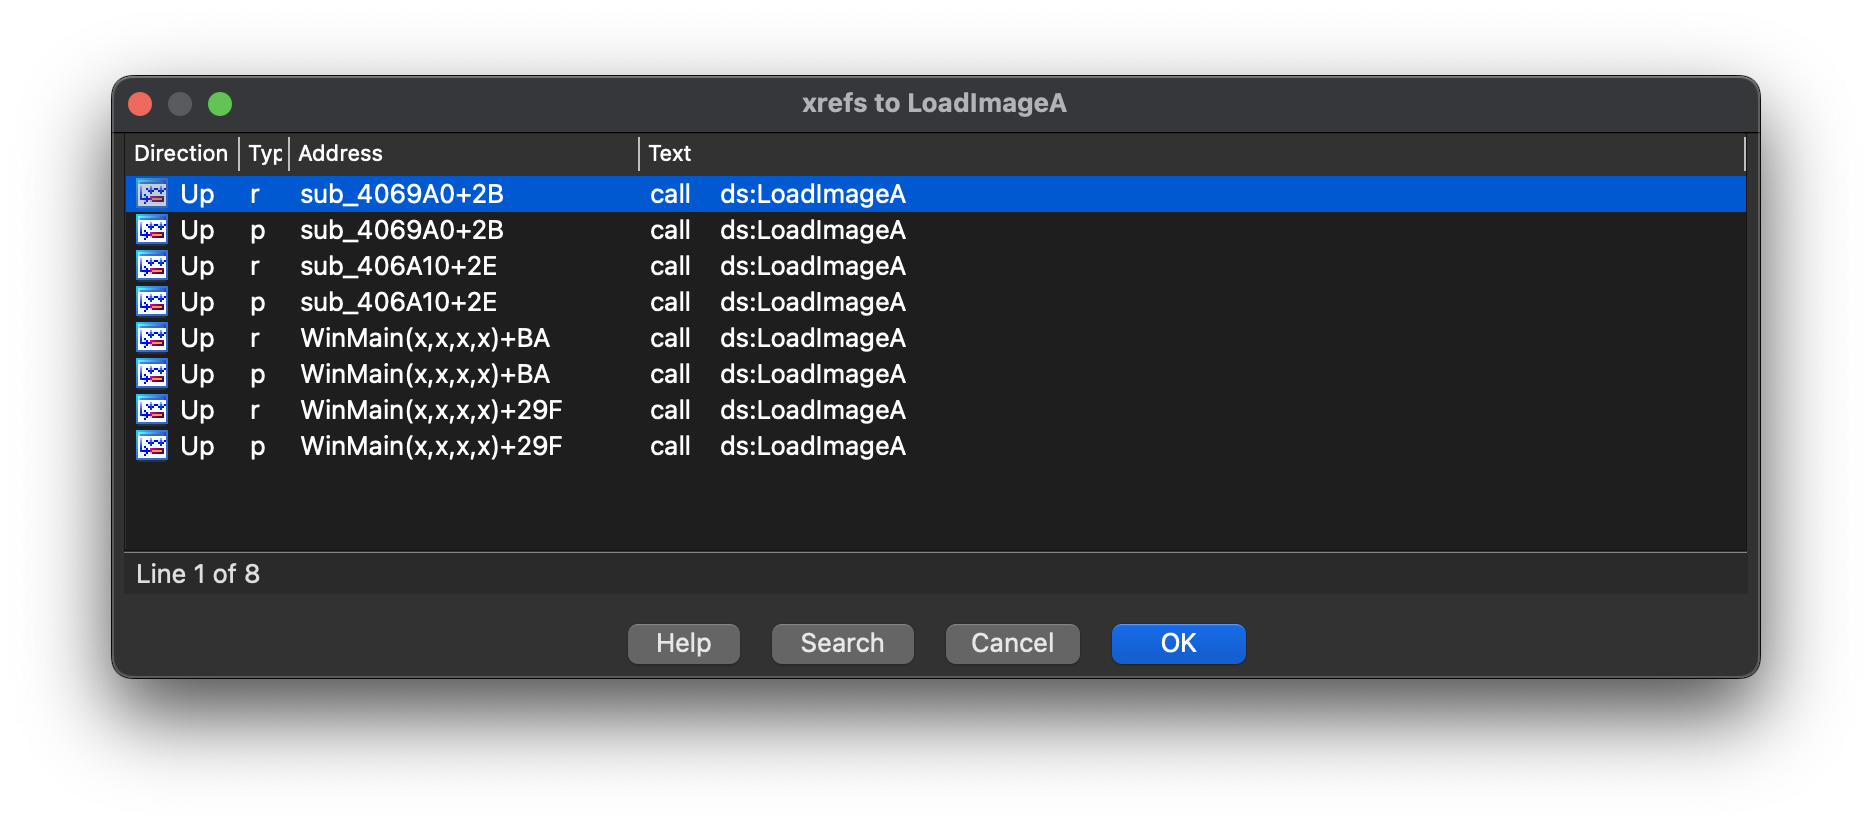 xrefs to LoadImageA
Direction Typ Address Text
Up r sub_4069A0+2B call ds:LoadImageA
Up p sub_4069A0+2B call ds:LoadImageA
Up r sub_406A10+2E call ds:LoadImageA
Up p sub_406A10+2E call ds:LoadImageA
Up r WinMain(x,x,x,x)+BA call ds:LoadImageA
Up p WinMain(x,x,x,x)+BA call ds:LoadImageA
Up r WinMain(x,x,x,x)+29F call ds:LoadImageA
Up p WinMain(x,x,x,x)+29F call ds:LoadImageA
Line 1 of 8
Help Search Cancel OK